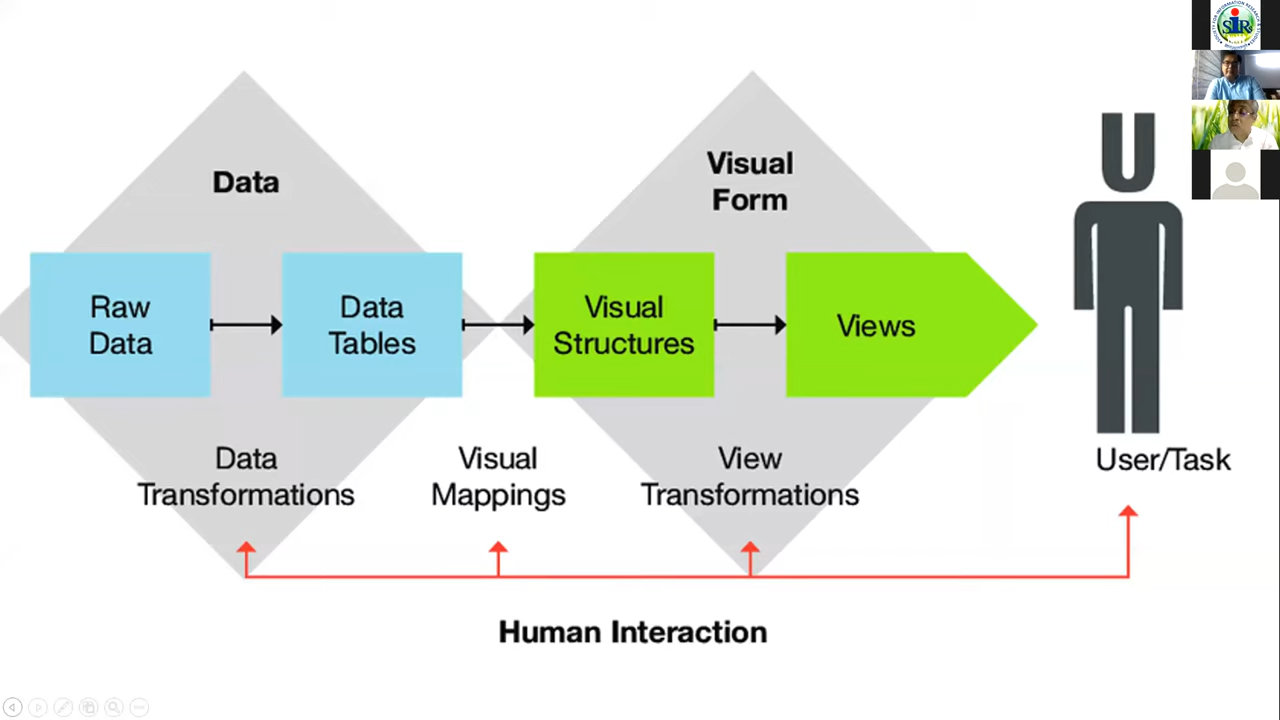 Data
Visual
Form
Raw
Data
Data
Tables
Visual
Structures
Views
Data
Transformations
Visual
Mappings
View
Transformations
User/Task
Human Interaction
SIR